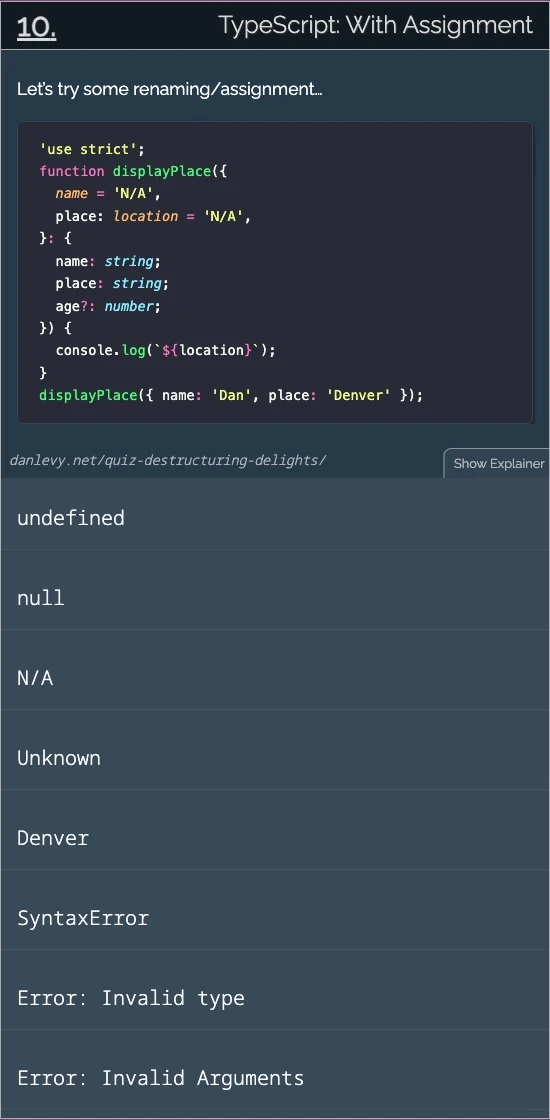 10.
TypeScript: With Assignment
Let's try some renaming/assignment…
'use strict';
function displayPlace({
  name = 'N/A',
  place: location = 'N/A',
}: {
  name: string;
  place: string;
  age?: number;
}) {
  console.log(`${location}`);
}
displayPlace({ name: 'Dan', place: 'Denver' });
danlevy.net/quiz-destructuring-delights/
Show Explainer
undefined
null
N/A
Unknown
Denver
SyntaxError
Error: Invalid type
Error: Invalid Arguments